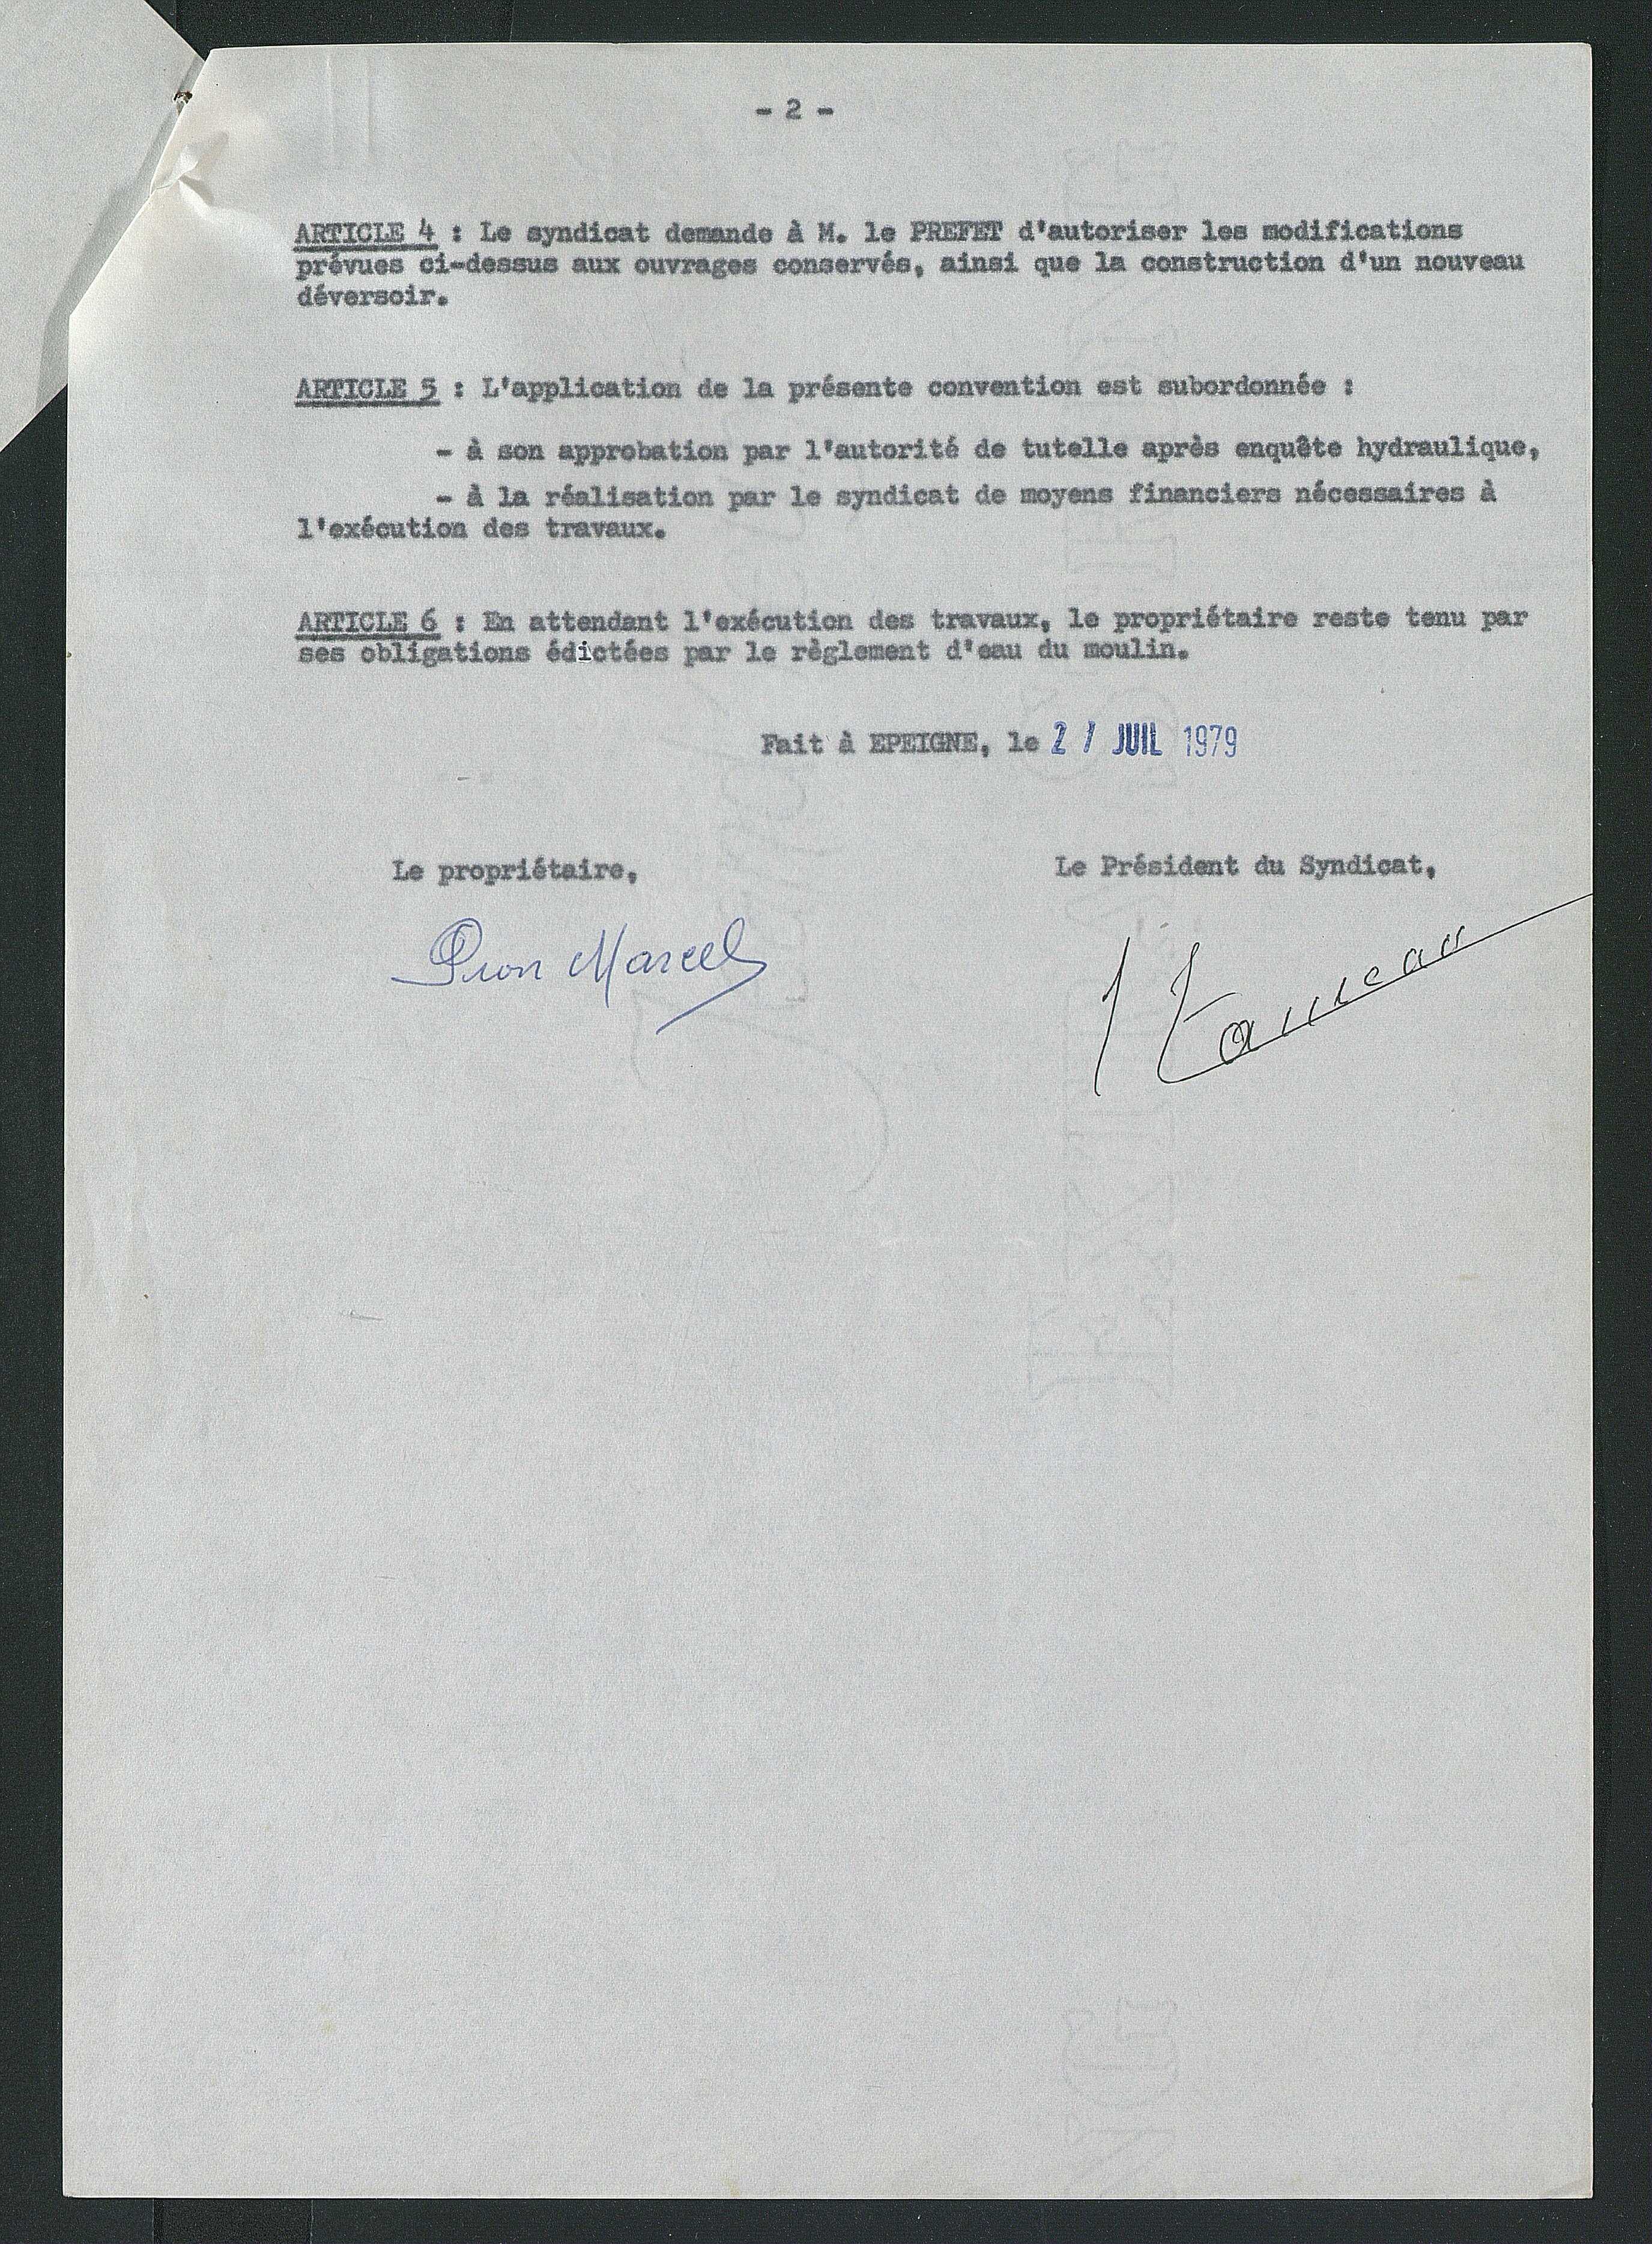 - 2 -
ARTICLE 4 : Le syndicat demande à M. le PREFET d'autoriser les modifications
prévues ci-dessus aux ouvrages conservés, ainsi que la construction d'un nouveau
déversoir.
ARTICLE 5 : L'application de la présente convention est subordonnée :
- à son approbation par l'autorité de tutelle après enquête hydraulique,
- à la réalisation par le syndicat de moyens financiers nécessaires à
l'exécution des travaux.
ARTICLE 6 : En attendant l'exécution des travaux, le propriétaire reste tenu par
ses obligations édictées par le règlement d'eau du moulin.
Fait à EPEIGNE, le 2 JUIL 1979
Le propriétaire,
Le Président du Syndicat,
Marcel